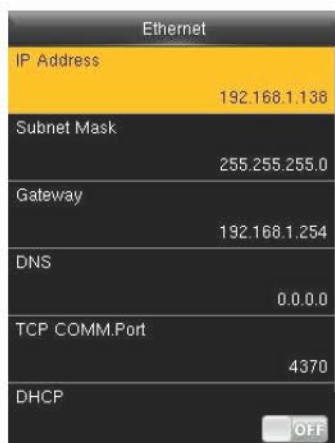 Ethernet
IP Address
192.168.1.138
Subnet Mask
255.255.255.0
Gateway
192.168.1.254
DNS
0.0.0.0
TCP COMM.Port
4370
DHCP
OFF